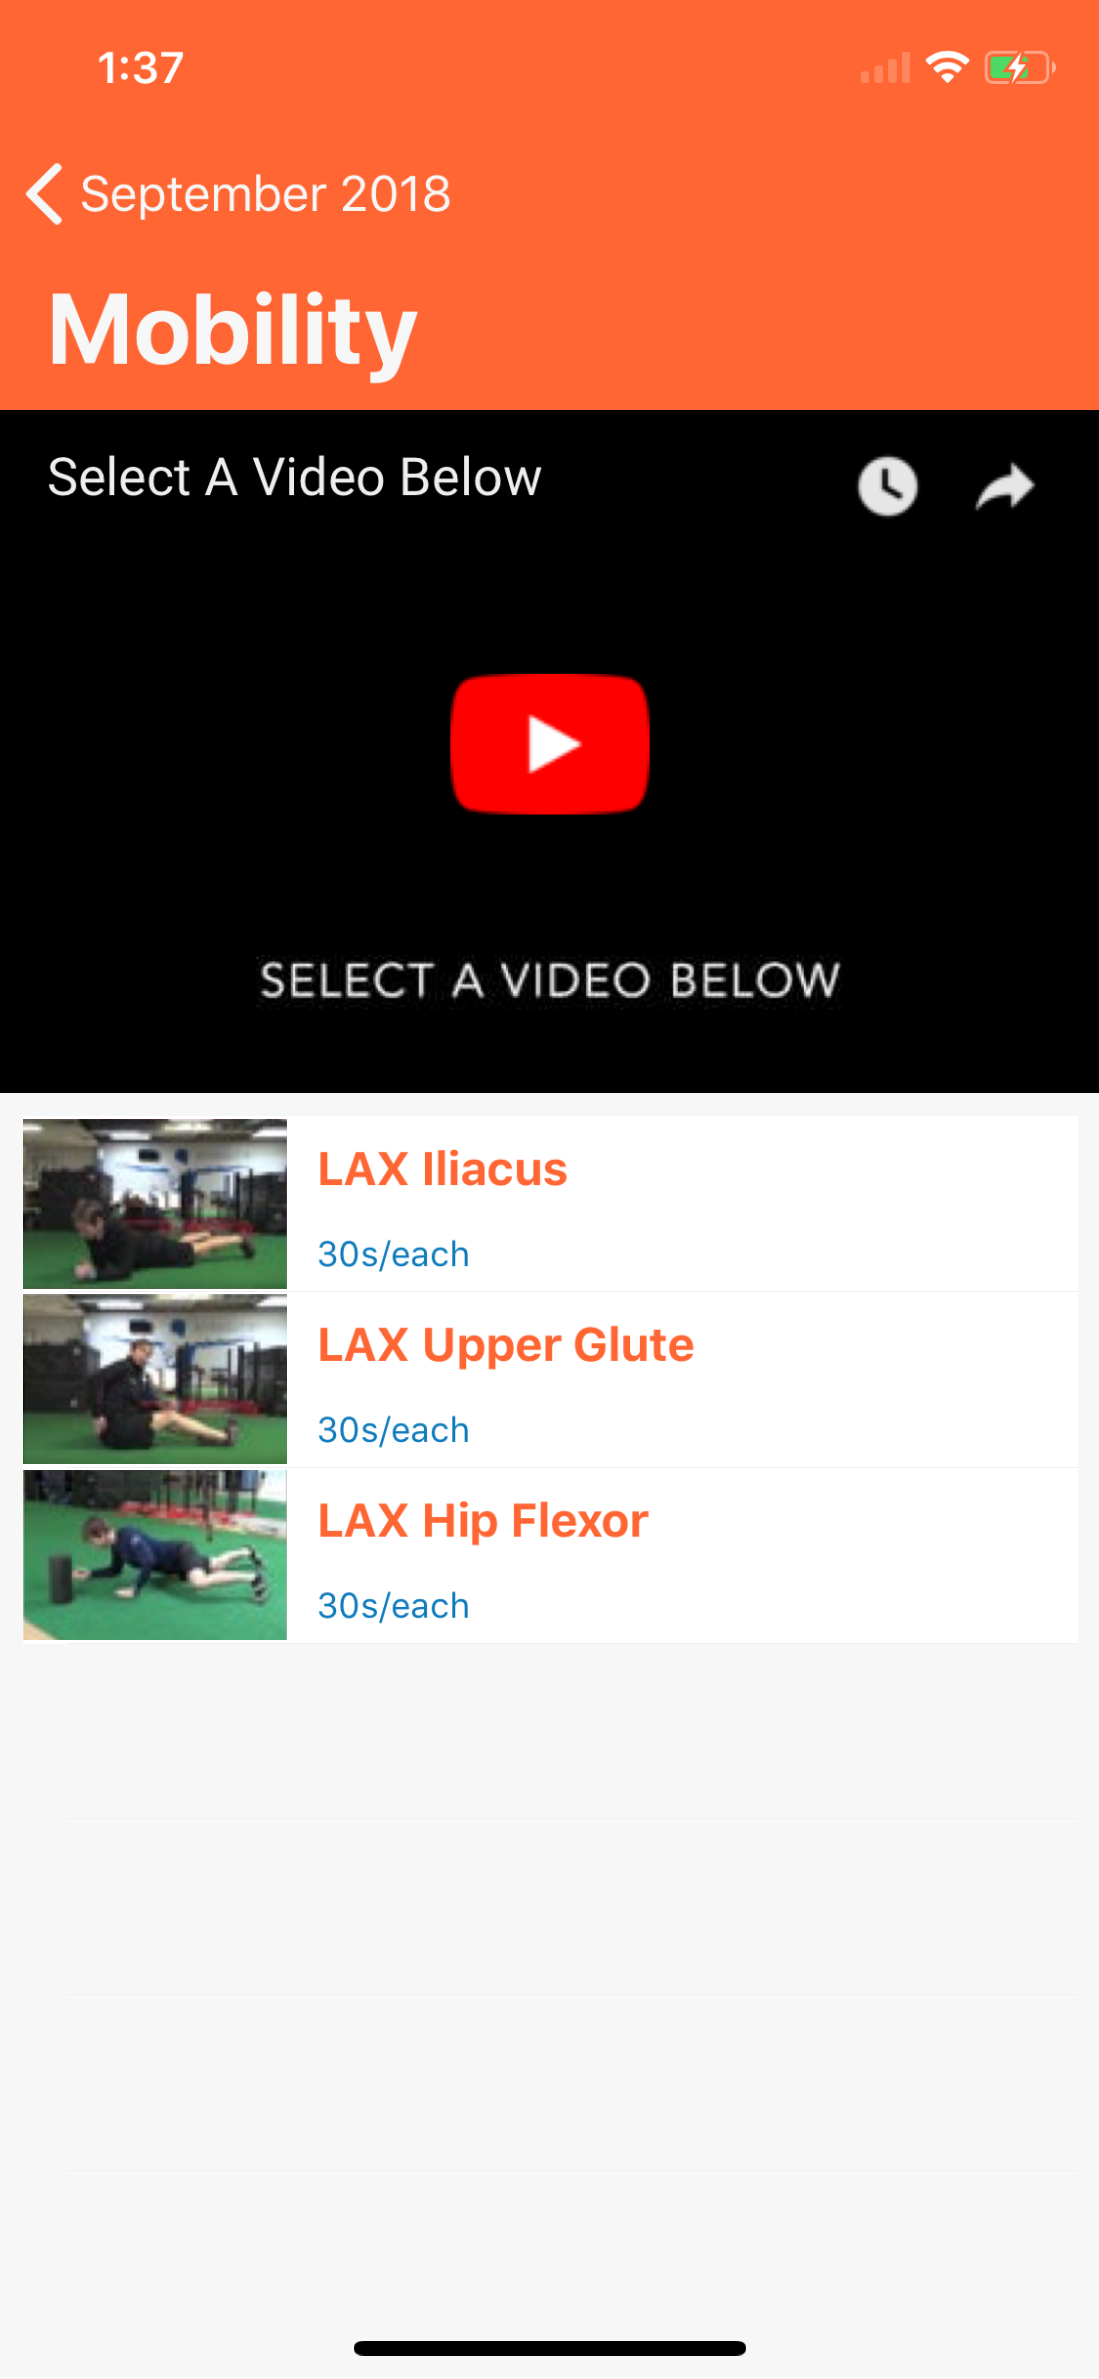 1:37
September 2018
Mobility
Select A Video Below
SELECT A VIDEO BELOW
LAX Iliacus
30s/each
LAX Upper Glute
30s/each
LAX Hip Flexor
30s/each